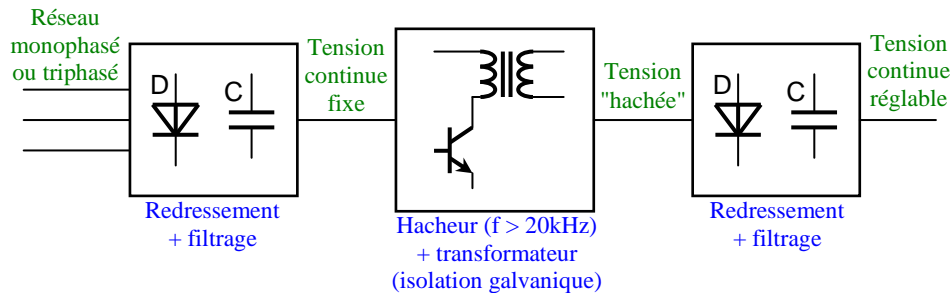 Réseau
monophasé
ou triphasé
D
C
Redressement
+ filtrage
Tension
continue
fixe
Hacheur (f > 20kHz)
+ transformateur
(isolation galvanique)
Tension
"hachée"
D
C
Redressement
+ filtrage
Tension
continue
réglable